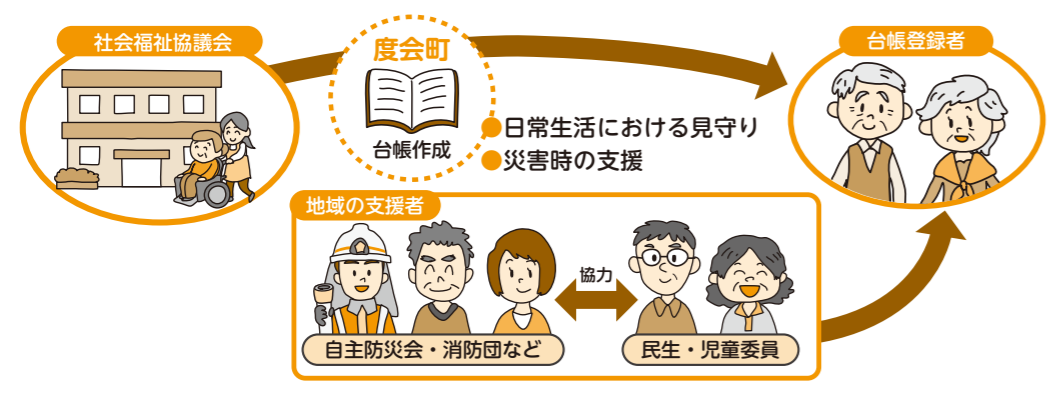 社会福祉協議会
度会町
台帳作成
台帳登録者
●日常生活における見守り
●災害時の支援
地域の支援者
協力
自主防災会・消防団など
民生・児童委員